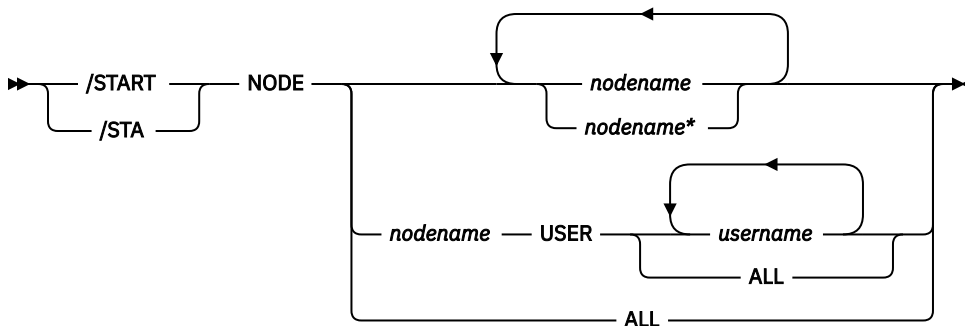 /START NODE nodename
/STA nodename*
nodename USER username
ALL
ALL